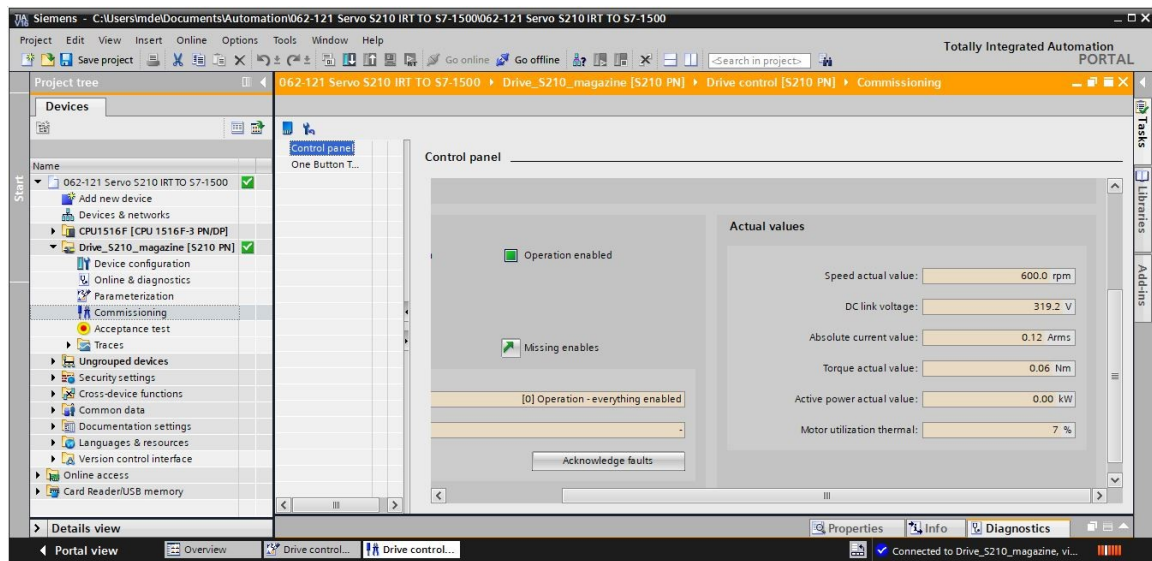 Siemens - C:\Users\mde\Documents\Automation\062-121 Servo S210 IRT TO S7-1500\062-121 Servo S210 IRT TO S7-1500
Project Edit View Insert Online Options Tools Window Help
Totally Integrated Automation
PORTAL
Save project
Go online
Go offline
<Search in project>
Project tree
062-121 Servo S210 IRT TO S7-1500 Drive_S210_magazine [S210 PN] Drive control [S210 PN] Commissioning
Devices
Name
062-121 Servo S210 IRT TO S7-1500
Add new device
Devices & networks
CPU1516F [CPU 1516F-3 PN/DP]
Drive_S210_magazine [S210 PN]
Device configuration
Online & diagnostics
Parameterization
Commissioning
Acceptance test
Traces
Ungrouped devices
Security settings
Cross-device functions
Common data
Documentation settings
Languages & resources
Version control interface
Online access
Card Reader/USB memory
Details view
Start
Control panel
One Button T...
Control panel
Operation enabled
Missing enables
[0] Operation - everything enabled
-
Acknowledge faults
Actual values
Speed actual value: 600.0 rpm
DC link voltage: 319.2 V
Absolute current value: 0.12 Arms
Torque actual value: 0.06 Nm
Active power actual value: 0.00 kW
Motor utilization thermal: 7 %
Tasks
Libraries
Add-ins
Properties Info Diagnostics
Portal view Overview Drive control... Drive control... Connected to Drive_S210_magazine, vi...